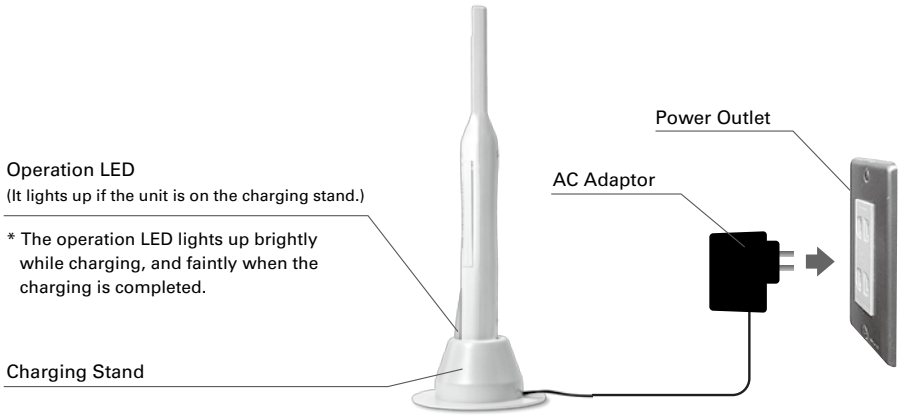 Power Outlet
AC Adaptor
Operation LED
(It lights up if the unit is on the charging stand.)
* The operation LED lights up brightly
while charging, and faintly when the
charging is completed.
Charging Stand